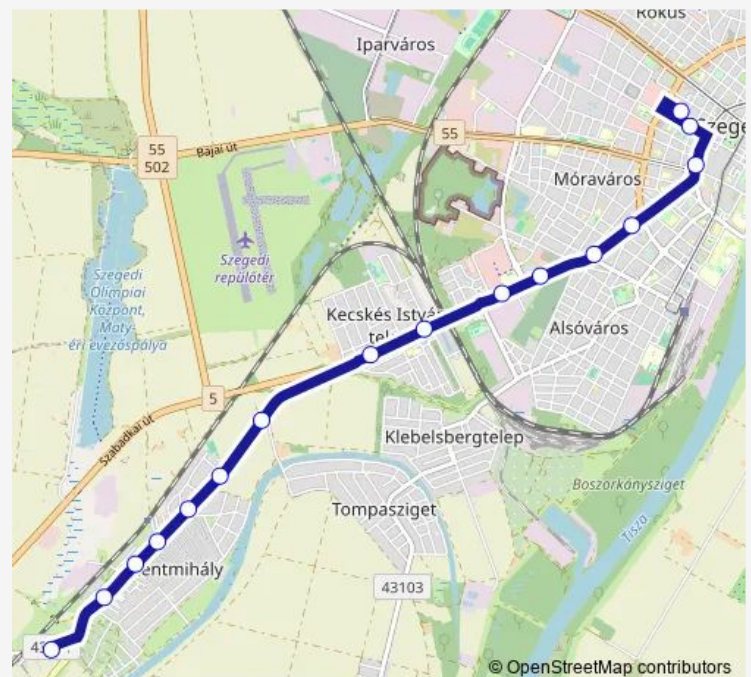 Rókus
Iparváros
55
Szege
55
502
Bajai út
Móraváros
Szegedi
repülőtér
Szegedi
Olimpiai
Központ,
Maty-
éri evezőspálya
Kecskés Istvá
tel
Alsóváros
5
Szabadkai út
Klebelsbergtelep
Boszorkánysziget
Tompasziget
Tisza
entmihály
43103
© OpenStreetMap contributors